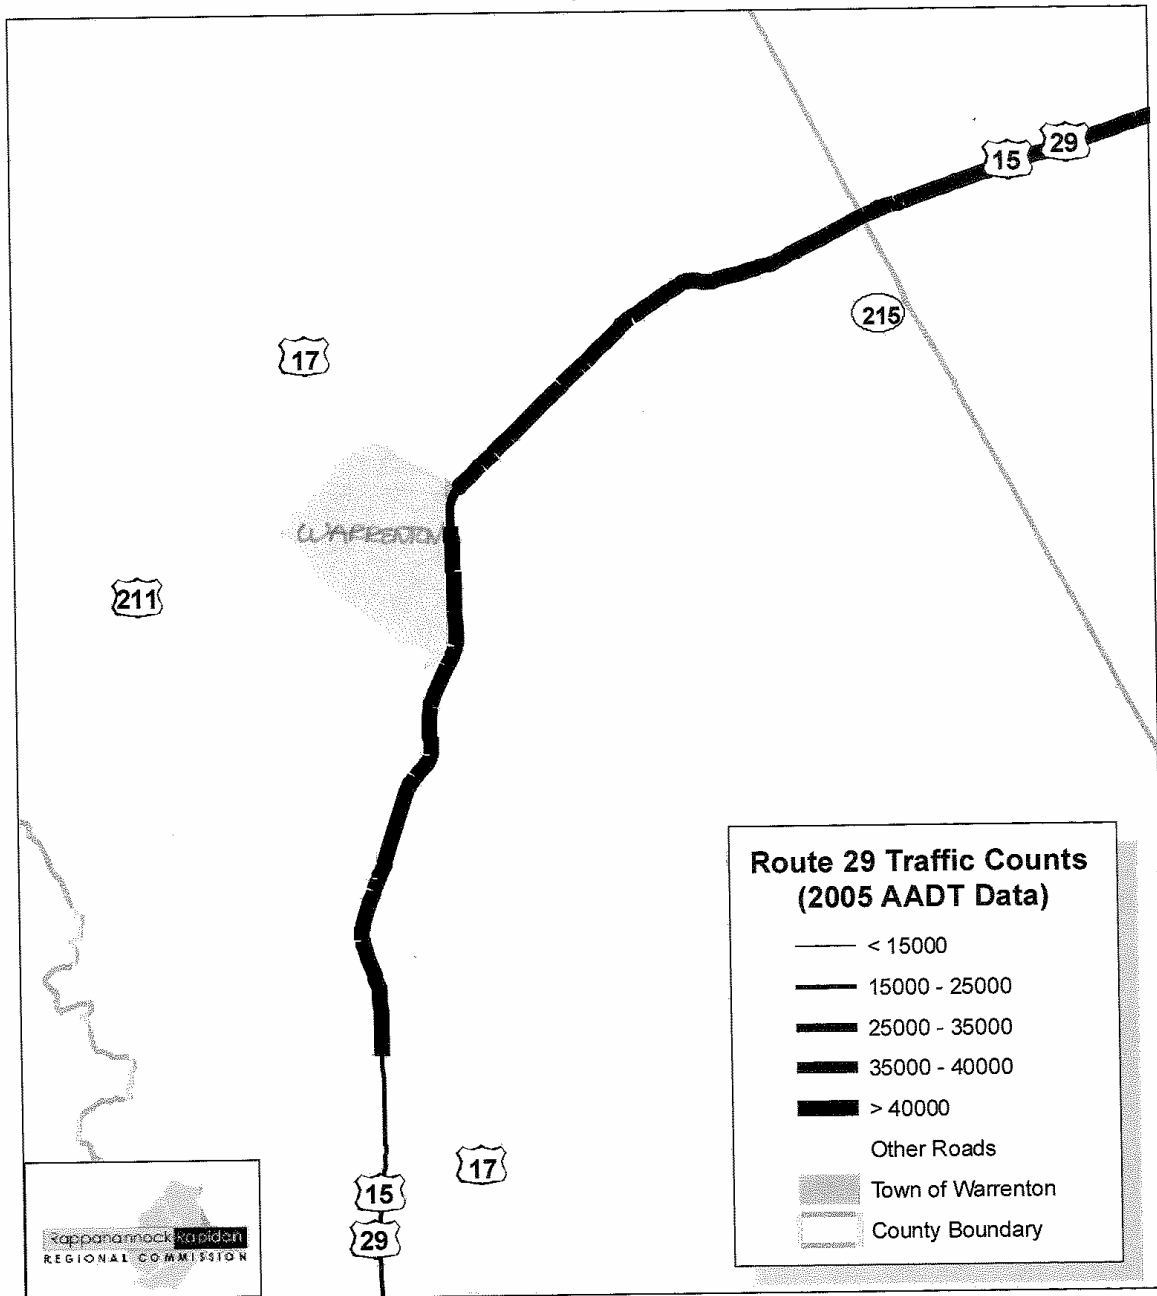 15
29
215
17
WARRENTON
211
Route 29 Traffic Counts
(2005 AADT Data)
< 15000
15000 - 25000
25000 - 35000
35000 - 40000
> 40000
Other Roads
Town of Warrenton
County Boundary
17
15
29
Rappahannock Rapidan
REGIONAL COMMISSION